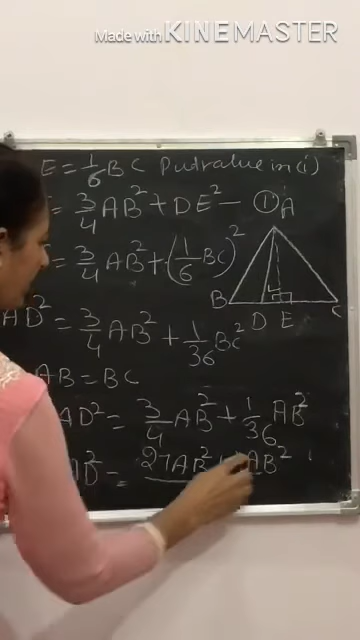 Made with KINEMASTER
E = 1/6 BC Put value in (i)
= 3/4 AB² + DE² — ①
= 3/4 AB² + (1/6 BC)²
A
B D E C
AD² = 3/4 AB² + 1/36 BC²
AB = BC
AD² = 3/4 AB² + 1/36 AB²
AD² = 27AB² + AB²